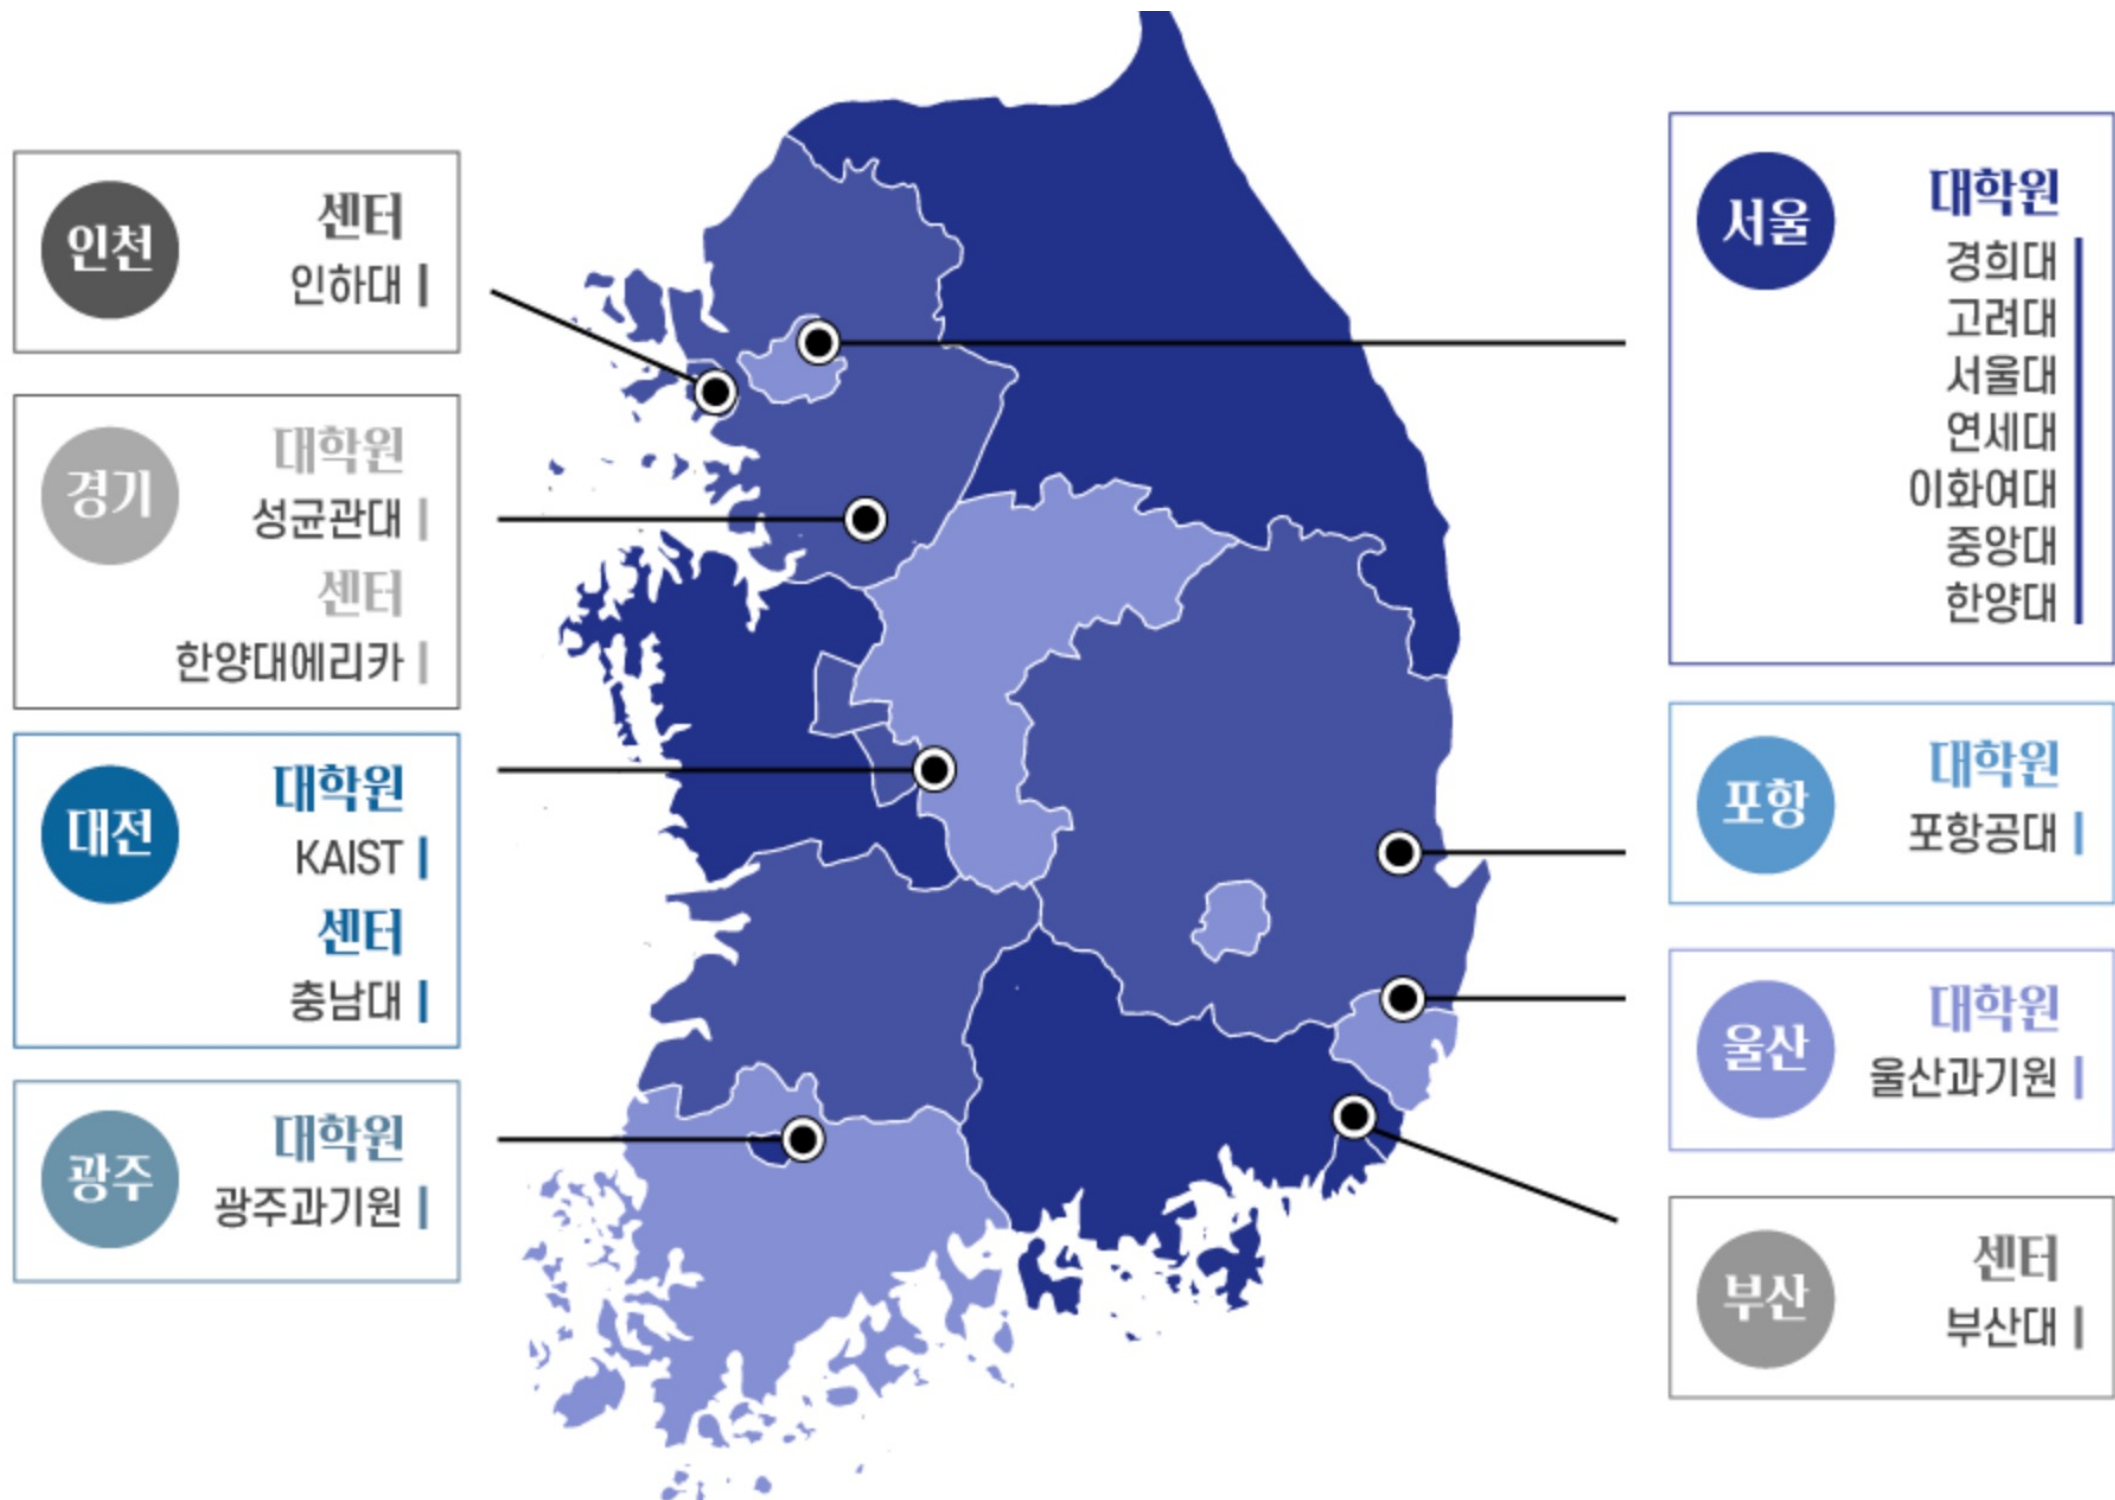 인천
센터
인하대
경기
대학원
성균관대
센터
한양대에리카
대전
대학원
KAIST
센터
충남대
광주
대학원
광주과기원
서울
대학원
경희대
고려대
서울대
연세대
이화여대
중앙대
한양대
포항
대학원
포항공대
울산
대학원
울산과기원
부산
센터
부산대